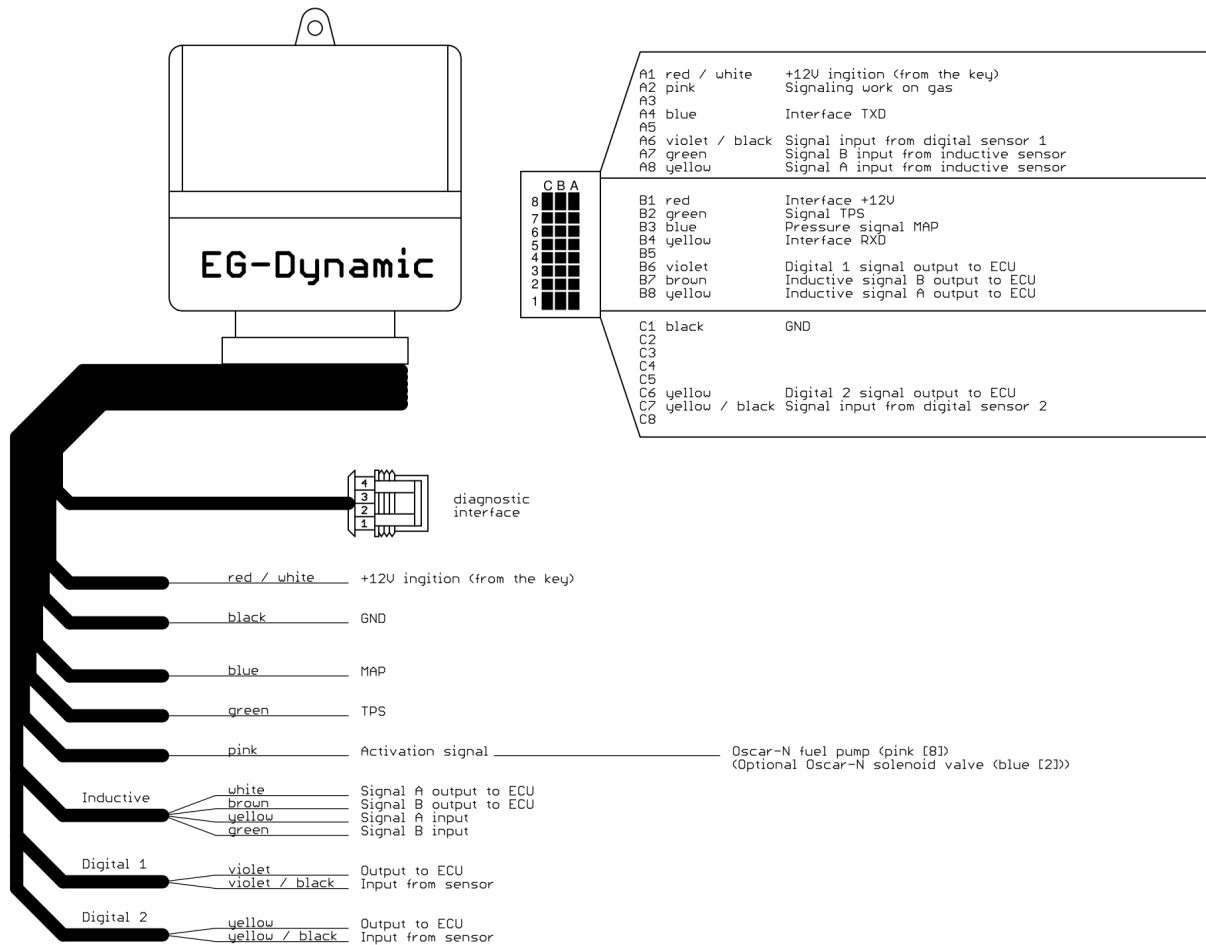 EG-Dynamic
A1 red / white +12V ingition (from the key)
A2 pink Signaling work on gas
A3
A4 blue Interface TXD
A5
A6 violet / black Signal input from digital sensor 1
A7 green Signal B input from inductive sensor
A8 yellow Signal A input from inductive sensor
C B A
8
7
6
5
4
3
2
1
B1 red Interface +12V
B2 green Signal TPS
B3 blue Pressure signal MAP
B4 yellow Interface RXD
B5
B6 violet Digital 1 signal output to ECU
B7 brown Inductive signal B output to ECU
B8 yellow Inductive signal A output to ECU
C1 black GND
C2
C3
C4
C5
C6 yellow Digital 2 signal output to ECU
C7 yellow / black Signal input from digital sensor 2
C8
4
3
2
1
diagnostic
interface
red / white +12V ingition (from the key)
black GND
blue MAP
green TPS
pink Activation signal Oscar-N fuel pump (pink [8])
(Optional Oscar-N solenoid valve (blue [2]))
Inductive
white Signal A output to ECU
brown Signal B output to ECU
yellow Signal A input
green Signal B input
Digital 1
violet Output to ECU
violet / black Input from sensor
Digital 2
yellow Output to ECU
yellow / black Input from sensor